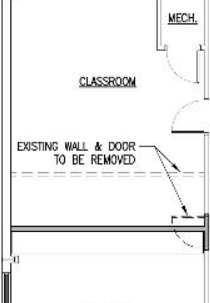 MECH.
CLASSROOM
EXISTING WALL & DOOR
TO BE REMOVED